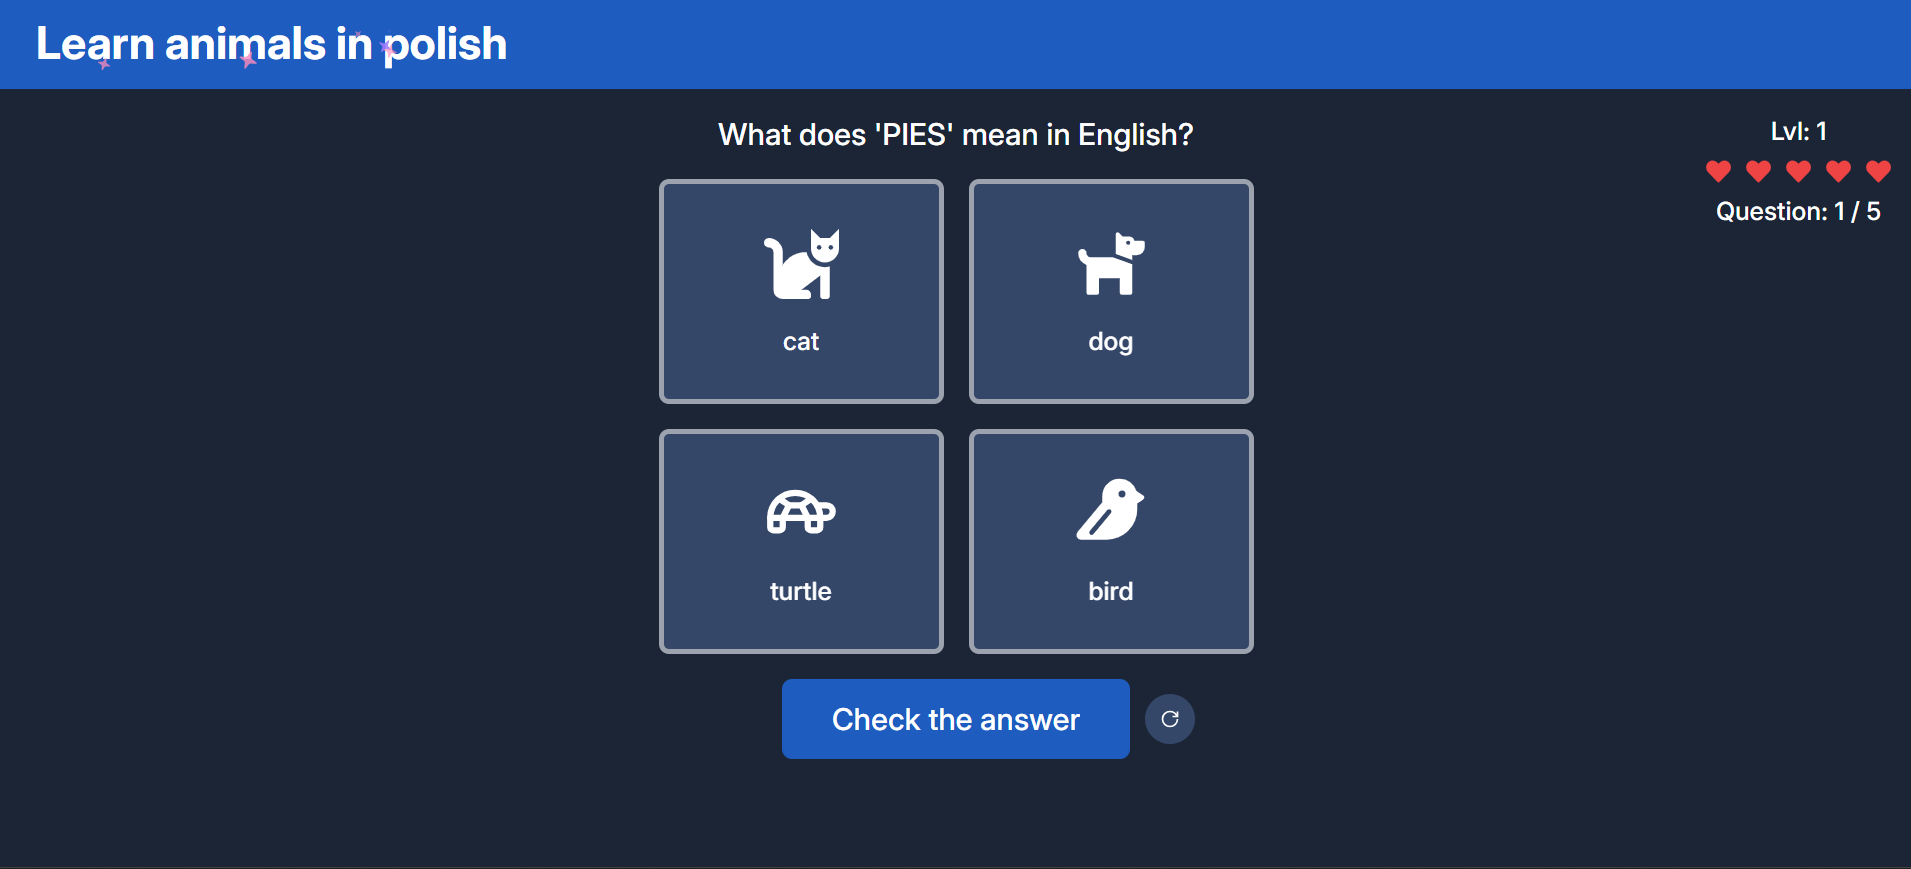 Learn animals in polish
What does 'PIES' mean in English?
Lvl: 1
Question: 1 / 5
cat
dog
turtle
bird
Check the answer